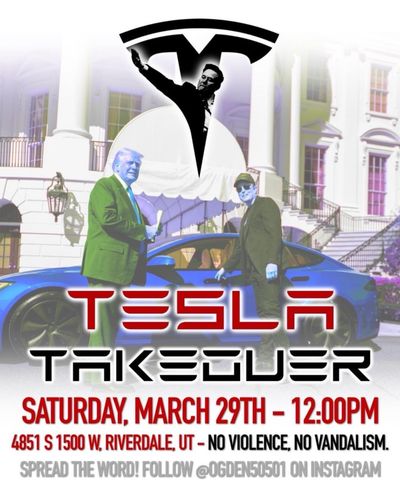 TESLA
TAKEOVER
SATURDAY, MARCH 29TH - 12:00PM
4851 S 1500 W, RIVERDALE, UT - NO VIOLENCE, NO VANDALISM.
SPREAD THE WORD! FOLLOW @OGDEN50501 ON INSTAGRAM